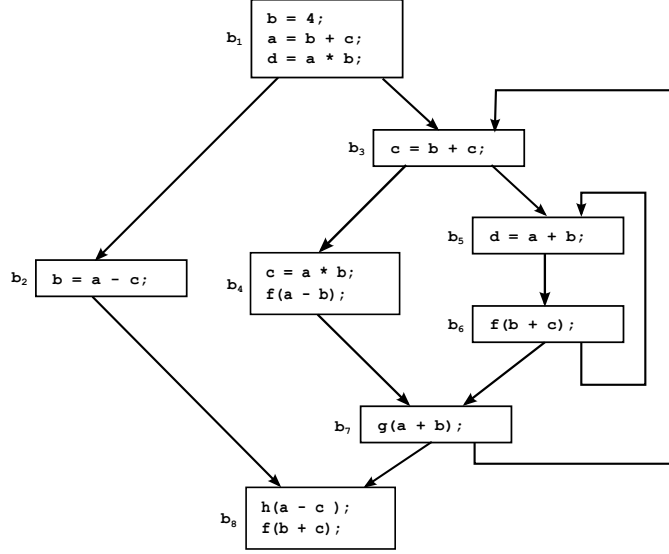 b1
b = 4;
a = b + c;
d = a * b;
b3
c = b + c;
b5
d = a + b;
b2
b = a - c;
b4
c = a * b;
f(a - b);
b6
f(b + c);
b7
g(a + b);
b8
h(a - c );
f(b + c);